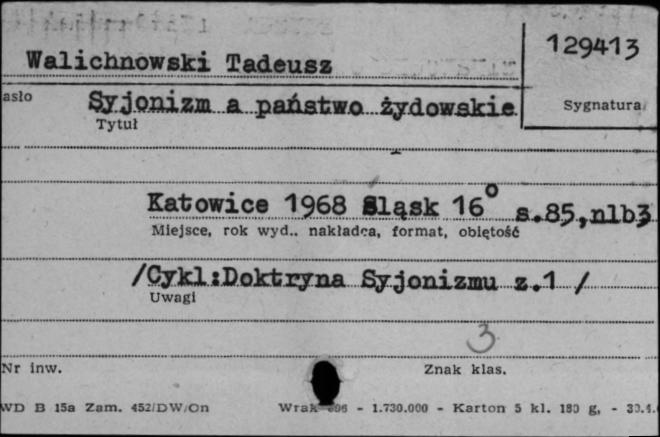 129413
Walichnowski Tadeusz
asło Syjonizm a państwo żydowskie Sygnatura
Tytuł
Katowice 1968 Śląsk 16° s.85,nlb3
Miejsce, rok wyd., nakładca, format, objętość
/Cykl:Doktryna Syjonizmu z.1 /
Uwagi
3
Nr inw. Znak klas.
WD B 15a Zam. 452/DW/On - 1.730.000 - Karton 5 kl. 180 g, - 30.4.